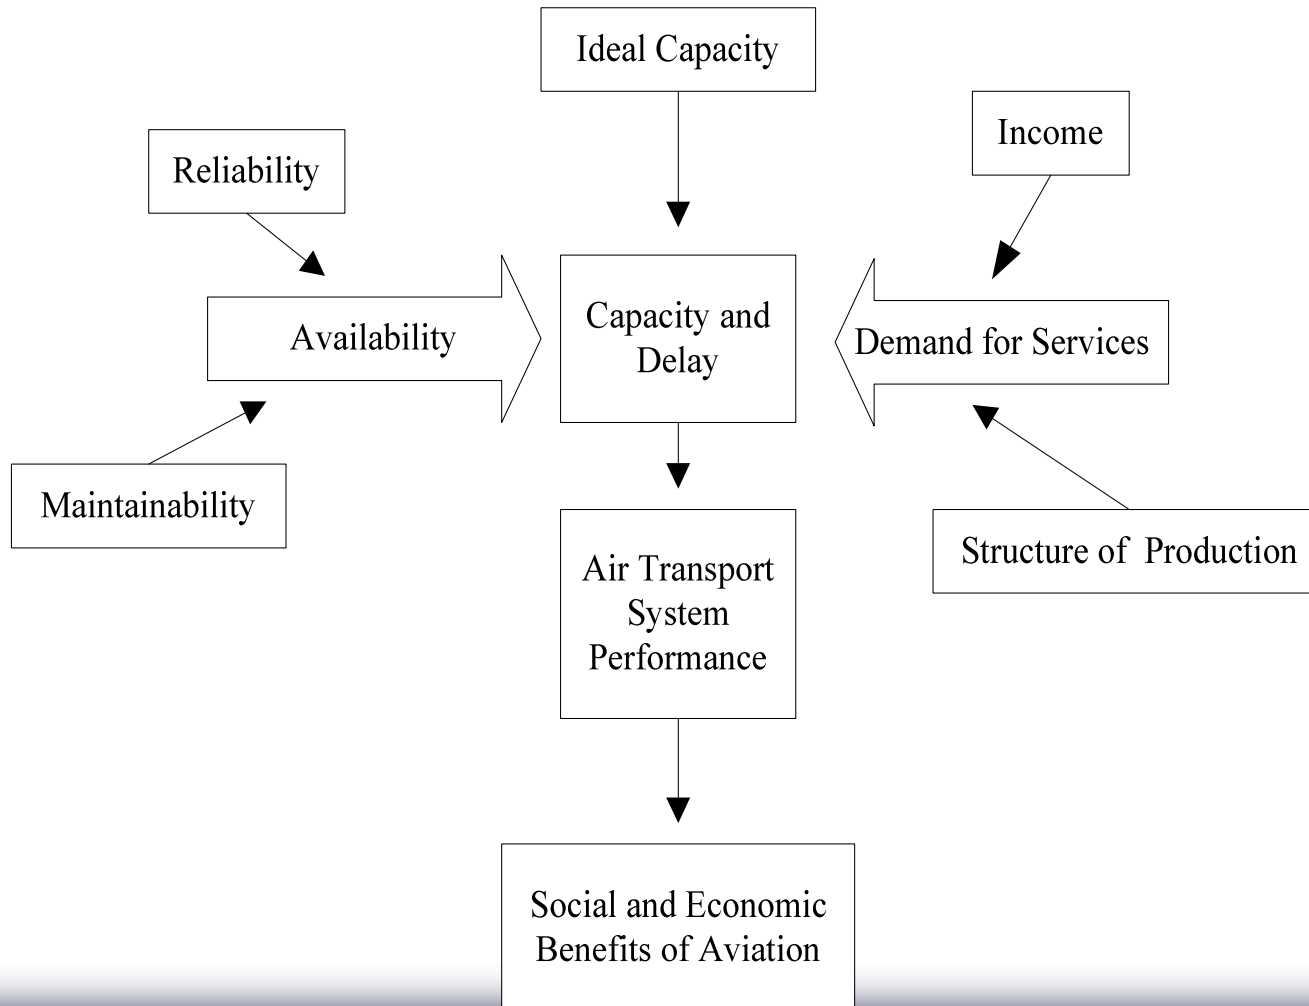 Ideal Capacity
Income
Reliability
Capacity and
Delay
Availability
Demand for Services
Maintainability
Structure of  Production
Air Transport
System
Performance
Social and Economic
Benefits of Aviation